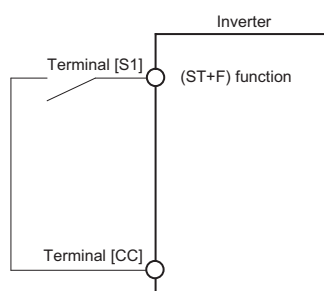 Inverter
Terminal [S1]
(ST+F) function
Terminal [CC]